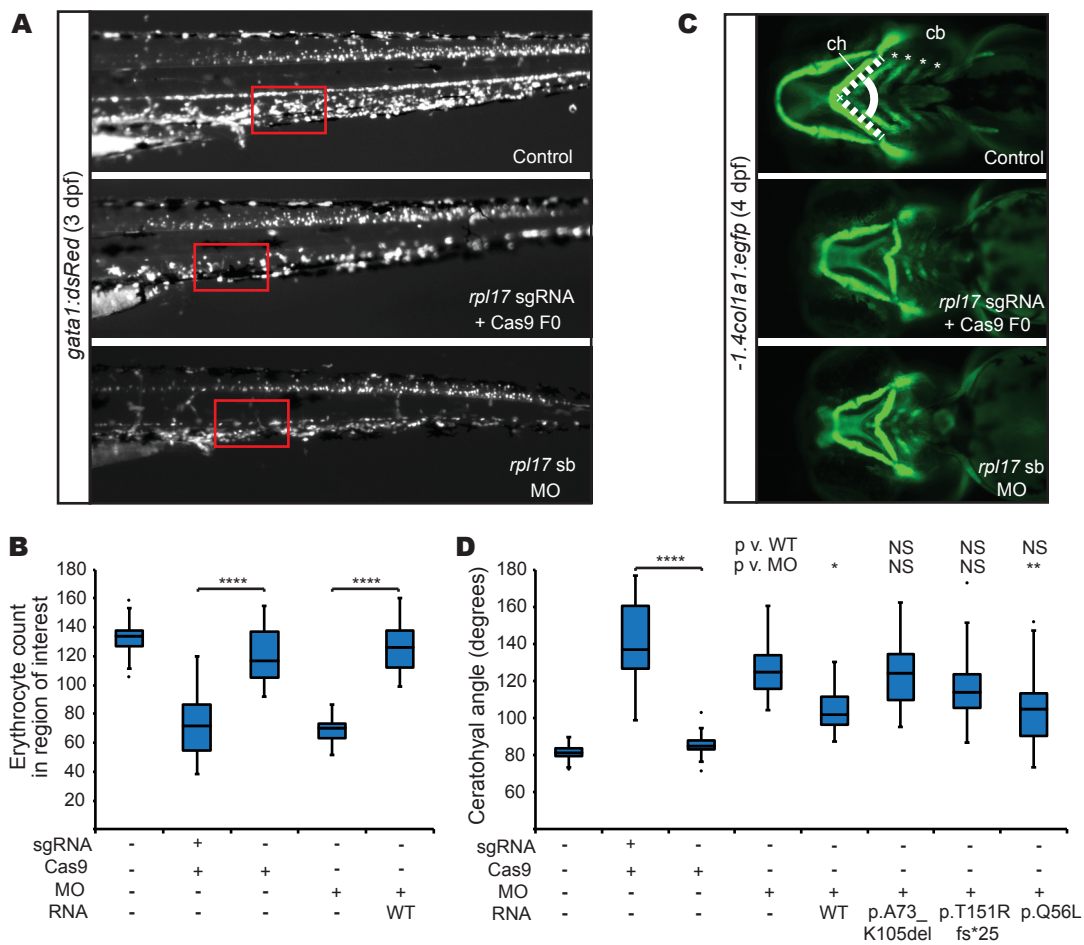 A
gata1:dsRed (3 dpf)
Control
rpl17 sgRNA
+ Cas9 F0
rpl17 sb
MO
C
-1.4col1a1:egfp (4 dpf)
ch
cb
* * * *
Control
rpl17 sgRNA
+ Cas9 F0
rpl17 sb
MO
B
Erythrocyte count
in region of interest
180
160
140
120
100
80
60
40
20
**** ****
sgRNA - + - - -
Cas9 - + + - -
MO - - - + +
RNA - - - - WT
D
Ceratohyal angle (degrees)
180
160
140
120
100
80
60
40
****
p v. WT NS NS NS
p v. MO * NS NS **
sgRNA - + - - - - - -
Cas9 - + + - - - - -
MO - - - + + + + +
RNA - - - - WT p.A73_ p.T151R p.Q56L
K105del fs*25